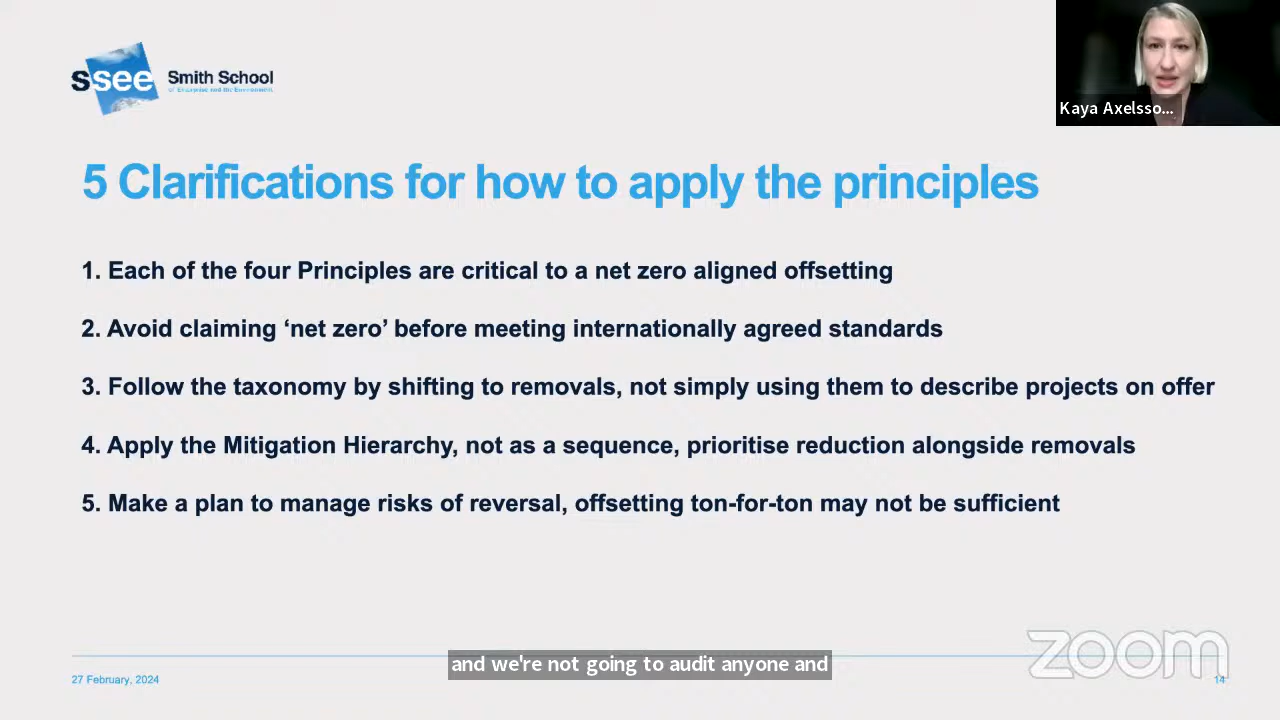 ssee
Smith School
of Enterprise and the Environment
Kaya Axelsso...
5 Clarifications for how to apply the principles
1. Each of the four Principles are critical to a net zero aligned offsetting
2. Avoid claiming ‘net zero’ before meeting internationally agreed standards
3. Follow the taxonomy by shifting to removals, not simply using them to describe projects on offer
4. Apply the Mitigation Hierarchy, not as a sequence, prioritise reduction alongside removals
5. Make a plan to manage risks of reversal, offsetting ton-for-ton may not be sufficient
zoom
and we're not going to audit anyone and
27 February, 2024
14